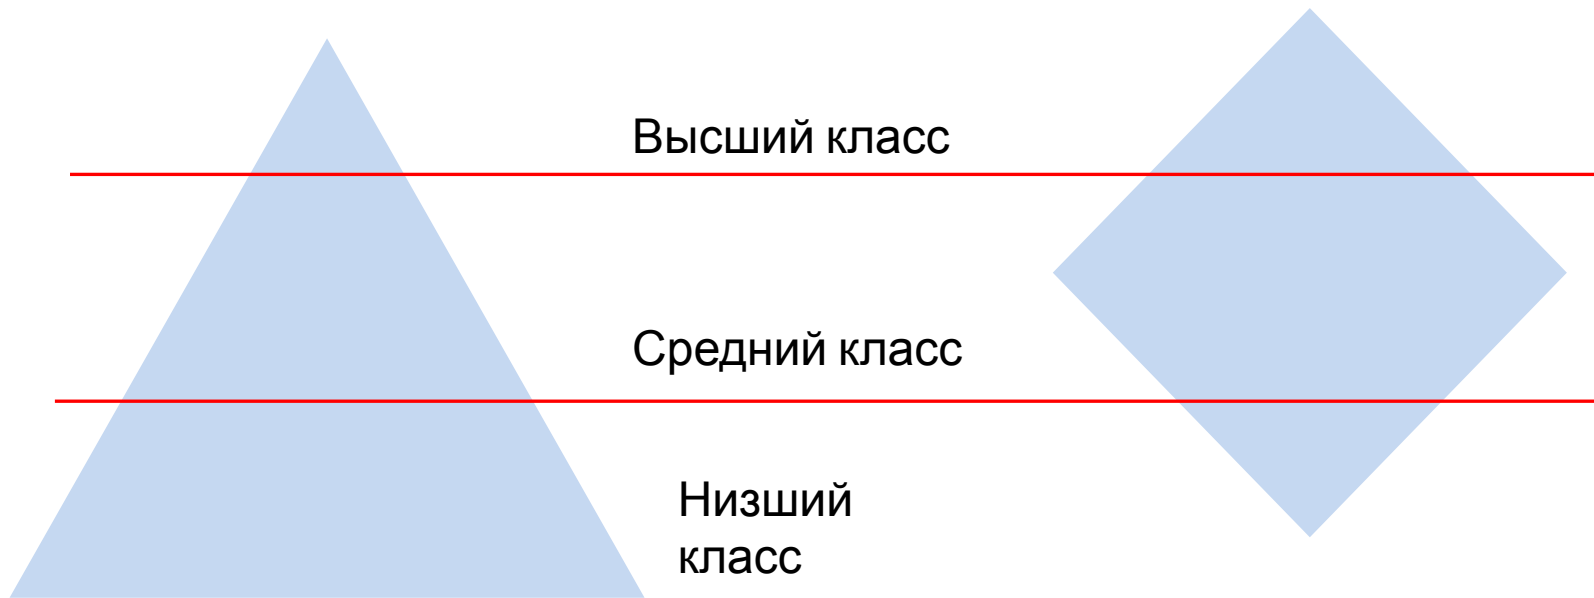 Высший класс
Средний класс
Низший
класс